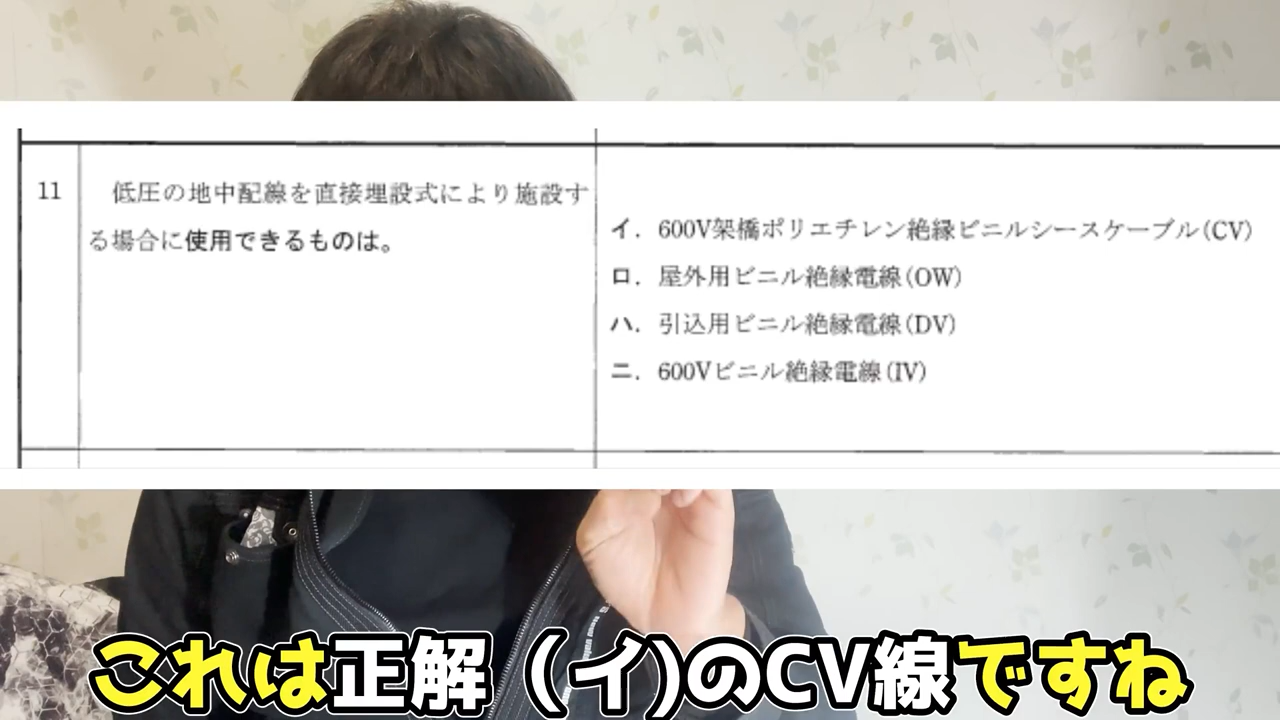 11
低圧の地中配線を直接埋設式により施設す
る場合に使用できるものは。
イ．600V架橋ポリエチレン絶縁ビニルシースケーブル(CV)
ロ．屋外用ビニル絶縁電線(OW)
ハ．引込用ビニル絶縁電線(DV)
ニ．600Vビニル絶縁電線(IV)
これは正解（イ)のCV線ですね